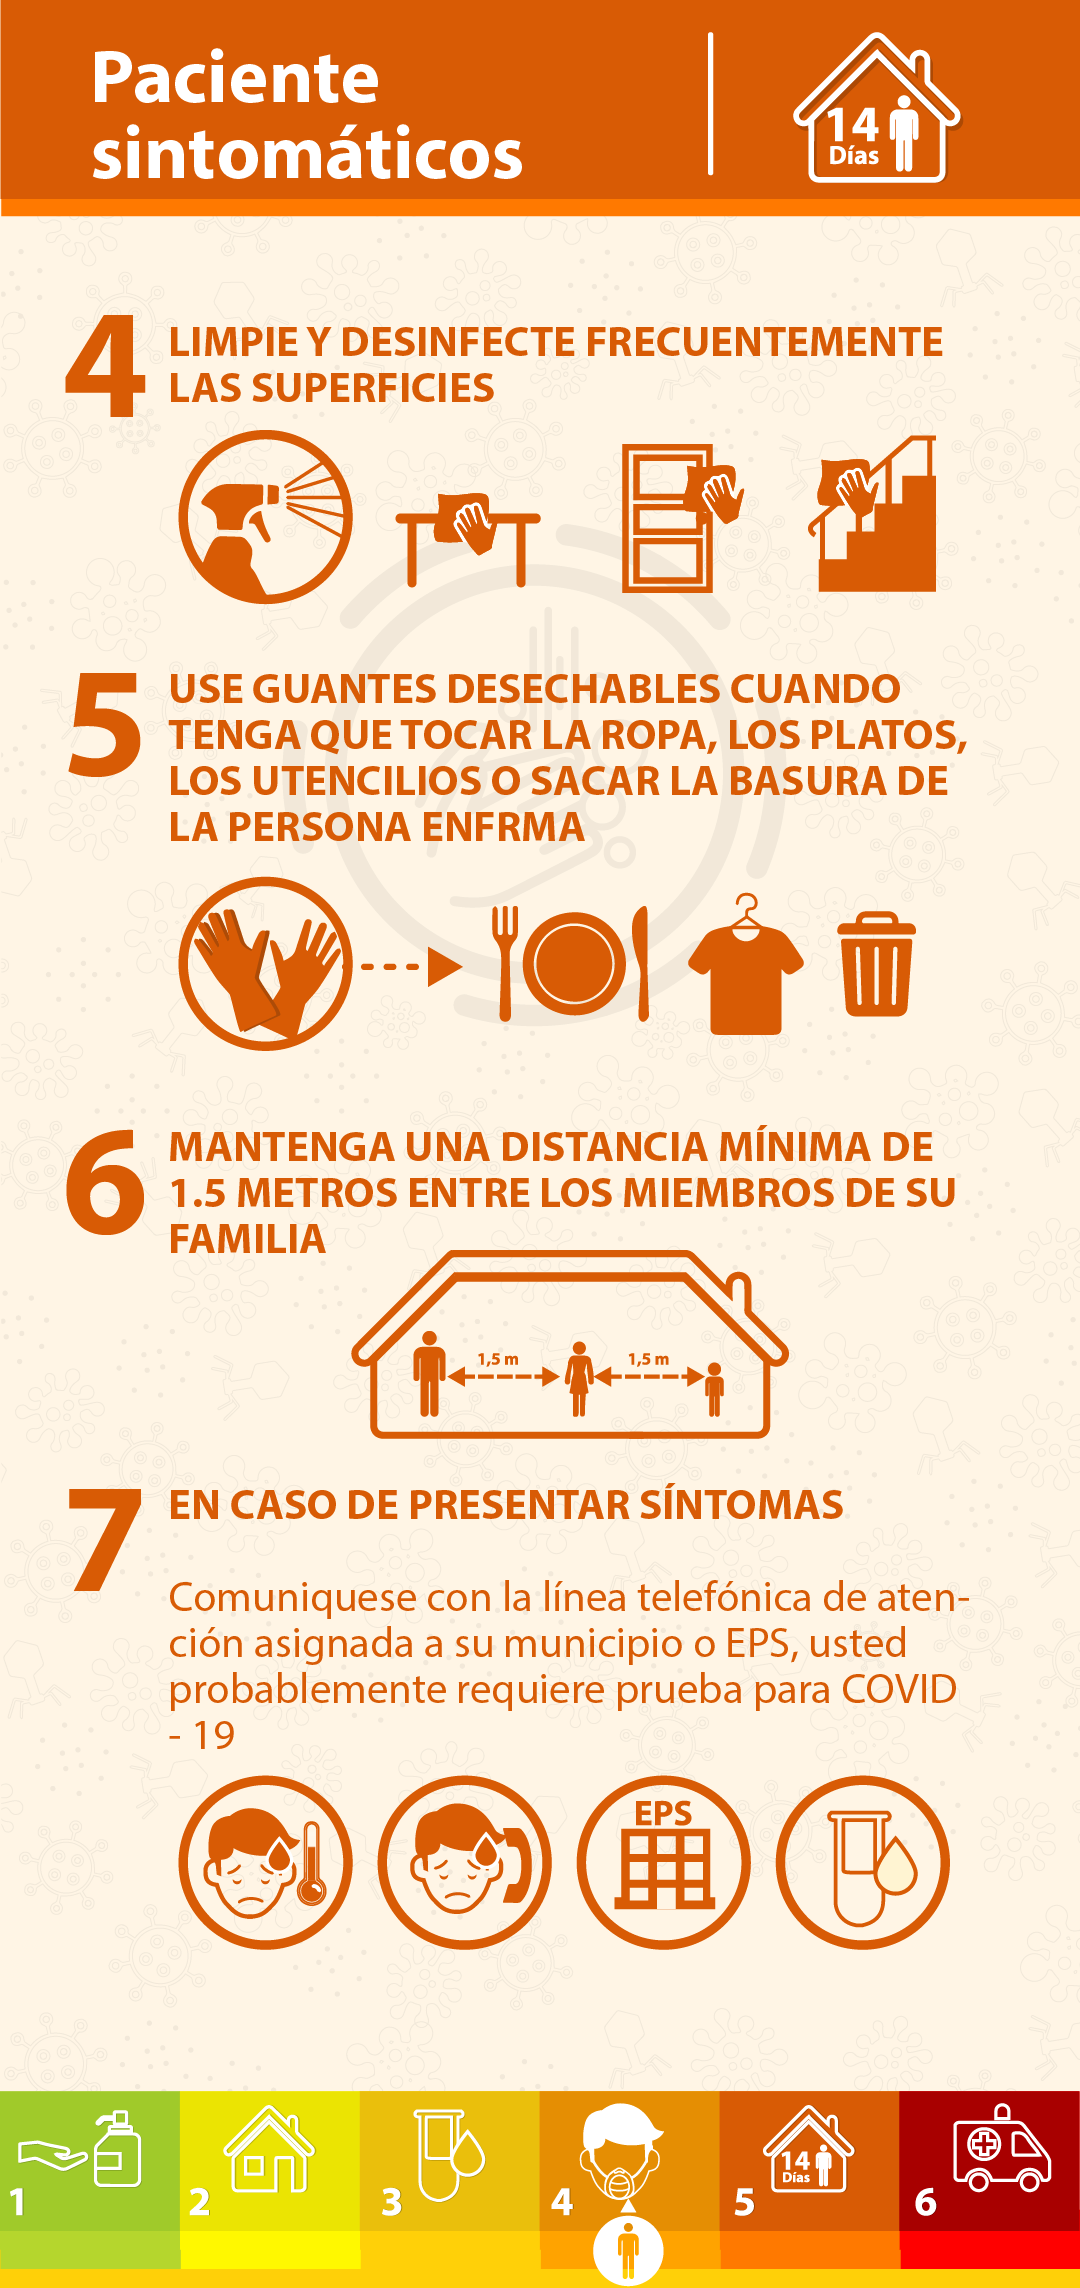 Paciente
sintomáticos
14
Días
4
LIMPIE Y DESINFECTE FRECUENTEMENTE
LAS SUPERFICIES
5
USE GUANTES DESECHABLES CUANDO
TENGA QUE TOCAR LA ROPA, LOS PLATOS,
LOS UTENCILIOS O SACAR LA BASURA DE
LA PERSONA ENFRMA
6
MANTENGA UNA DISTANCIA MÍNIMA DE
1.5 METROS ENTRE LOS MIEMBROS DE SU
FAMILIA
1,5 m 1,5 m
7
EN CASO DE PRESENTAR SÍNTOMAS
Comuniquese con la línea telefónica de aten-
ción asignada a su municipio o EPS, usted
probablemente requiere prueba para COVID
- 19
EPS
14
Días
1 2 3 4 5 6